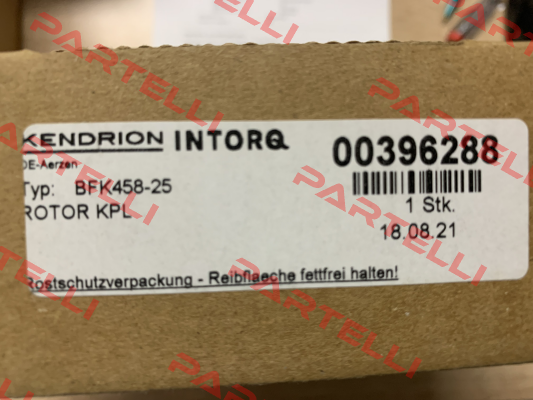 KENDRION INTORQ
00396288
DE-Aerzen
Typ: BFK458-25
1 Stk.
ROTOR KPL
18.08.21
Rostschutzverpackung - Reibflaeche fettfrei halten!
PARTELLI
PARTELLI
PARTELLI
PARTELLI
PARTELLI